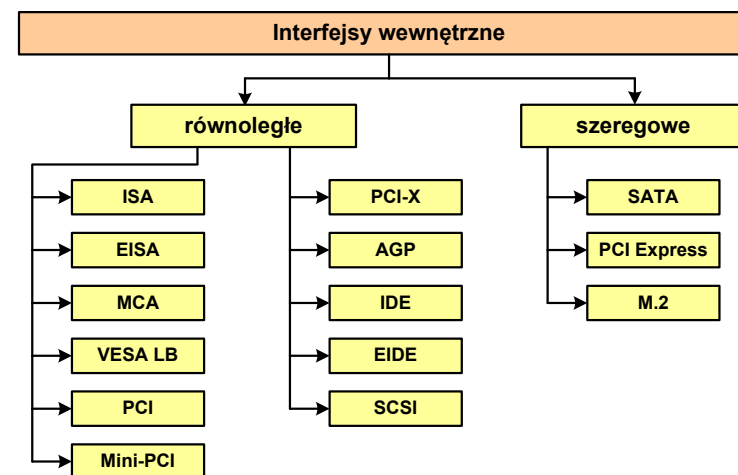 Interfejsy wewnętrzne
równoległe
szeregowe
ISA
EISA
MCA
VESA LB
PCI
Mini-PCI
PCI-X
AGP
IDE
EIDE
SCSI
SATA
PCI Express
M.2